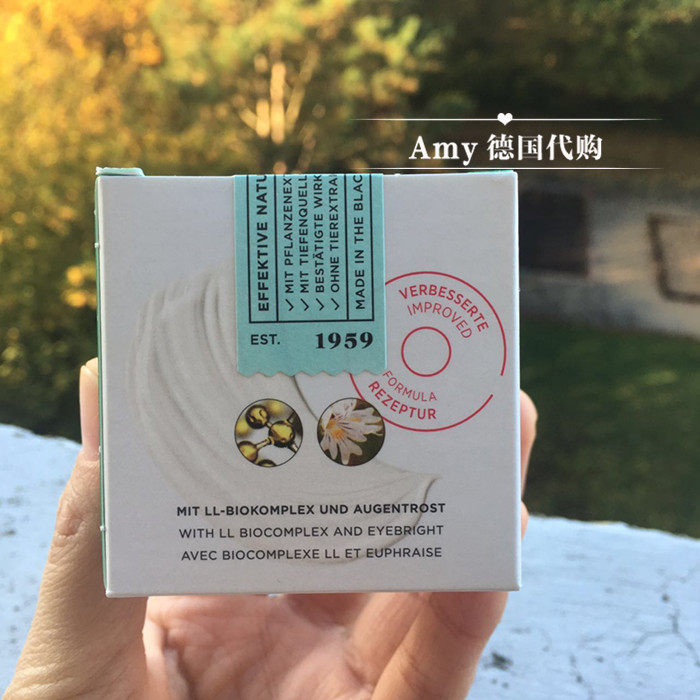 Amy 德国代购
EFFEKTIVE NATU
✓ MIT PFLANZENEXT
✓ MIT TIEFENQUELL
✓ BESTÄTIGTE WIRK
✓ OHNE TIEREXTRA
MADE IN THE BLAC
EST. 1959
VERBESSERTE
IMPROVED
FORMULA
REZEPTUR
MIT LL-BIOKOMPLEX UND AUGENTROST
WITH LL BIOCOMPLEX AND EYEBRIGHT
AVEC BIOCOMPLEXE LL ET EUPHRAISE